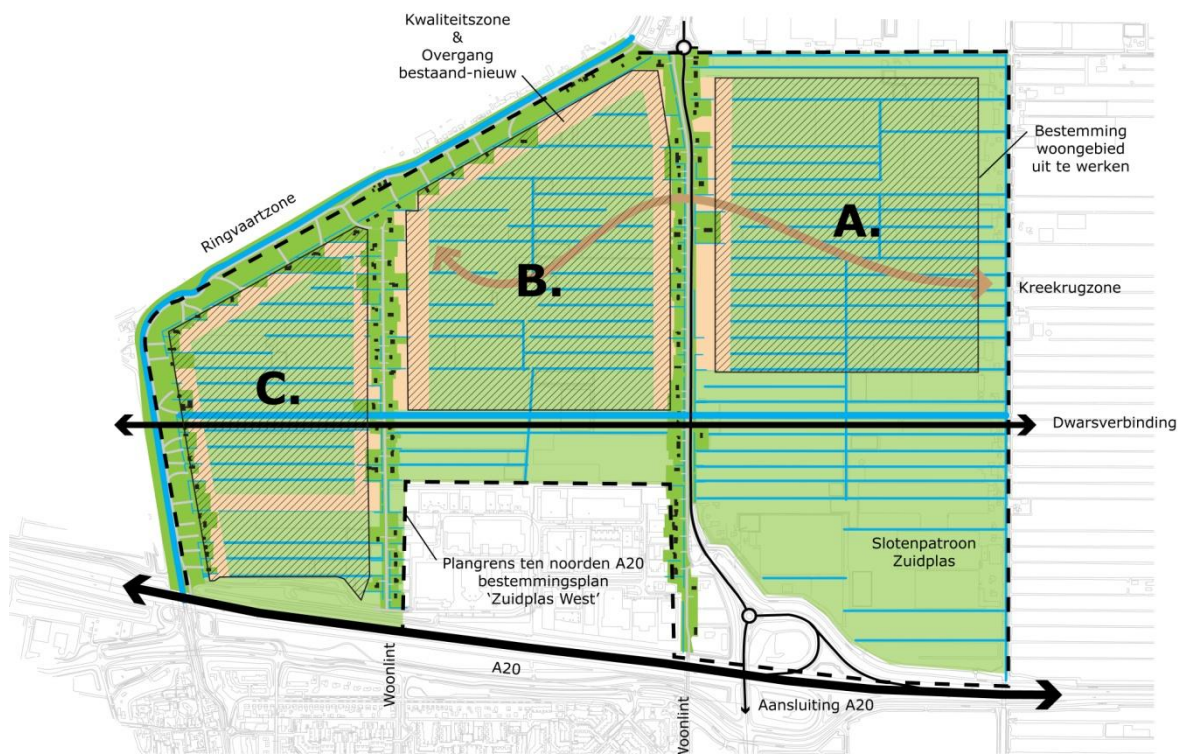 Kwaliteitszone
&
Overgang
bestaand-nieuw
Bestemming
woongebied
uit te werken
Ringvaartzone
A.
B.
Kreekrugzone
C.
Dwarsverbinding
Slotenpatroon
Zuidplas
Plangrens ten noorden A20
bestemmingsplan
'Zuidplas West'
Woonlint
A20
Woonlint
Aansluiting A20